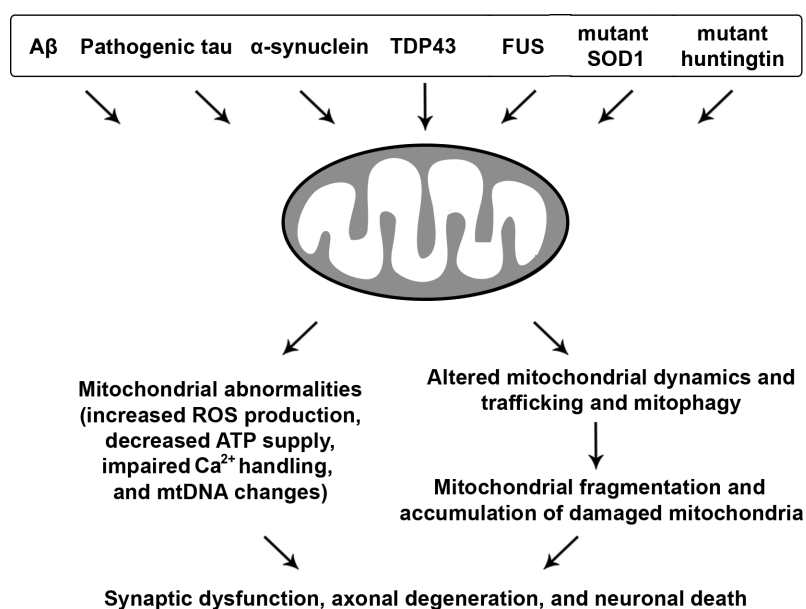 Aβ Pathogenic tau α-synuclein TDP43 FUS mutant SOD1 mutant huntingtin
Mitochondrial abnormalities
(increased ROS production,
decreased ATP supply,
impaired Ca²⁺ handling,
and mtDNA changes)
Altered mitochondrial dynamics and
trafficking and mitophagy
Mitochondrial fragmentation and
accumulation of damaged mitochondria
Synaptic dysfunction, axonal degeneration, and neuronal death